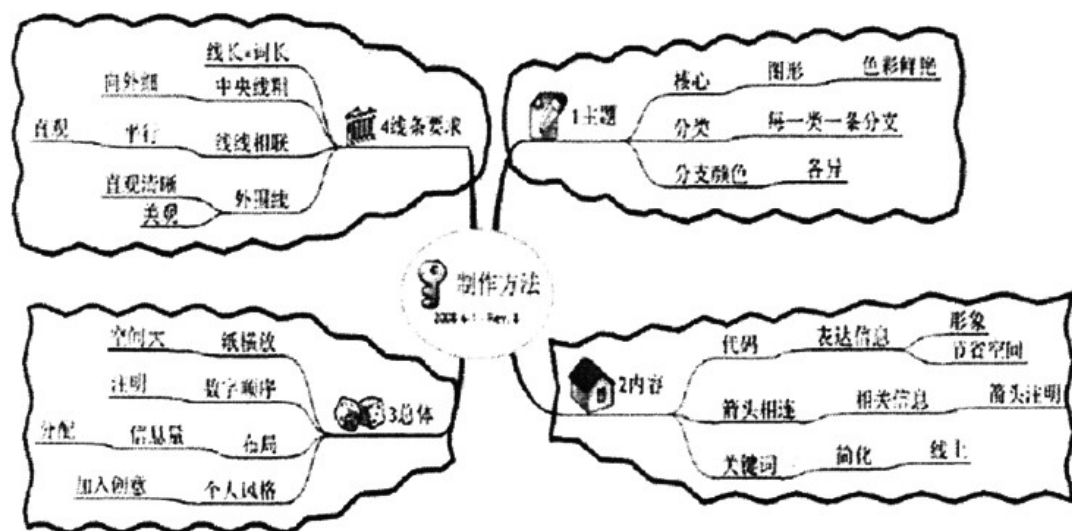 制作方法
1主题
核心
图形
色彩鲜艳
分类
每一类一条分支
分支颜色
各异
2内容
代码
表达信息
形象
节省空间
箭头相连
相关信息
箭头注明
关键词
简化
线上
3总体
纸横放
空间大
数字顺序
注明
布局
信息量
分配
个人风格
加入创意
4线条要求
线长=词长
中央线粗
向外细
线线相联
平行
直观
外围线
直观清晰
美观